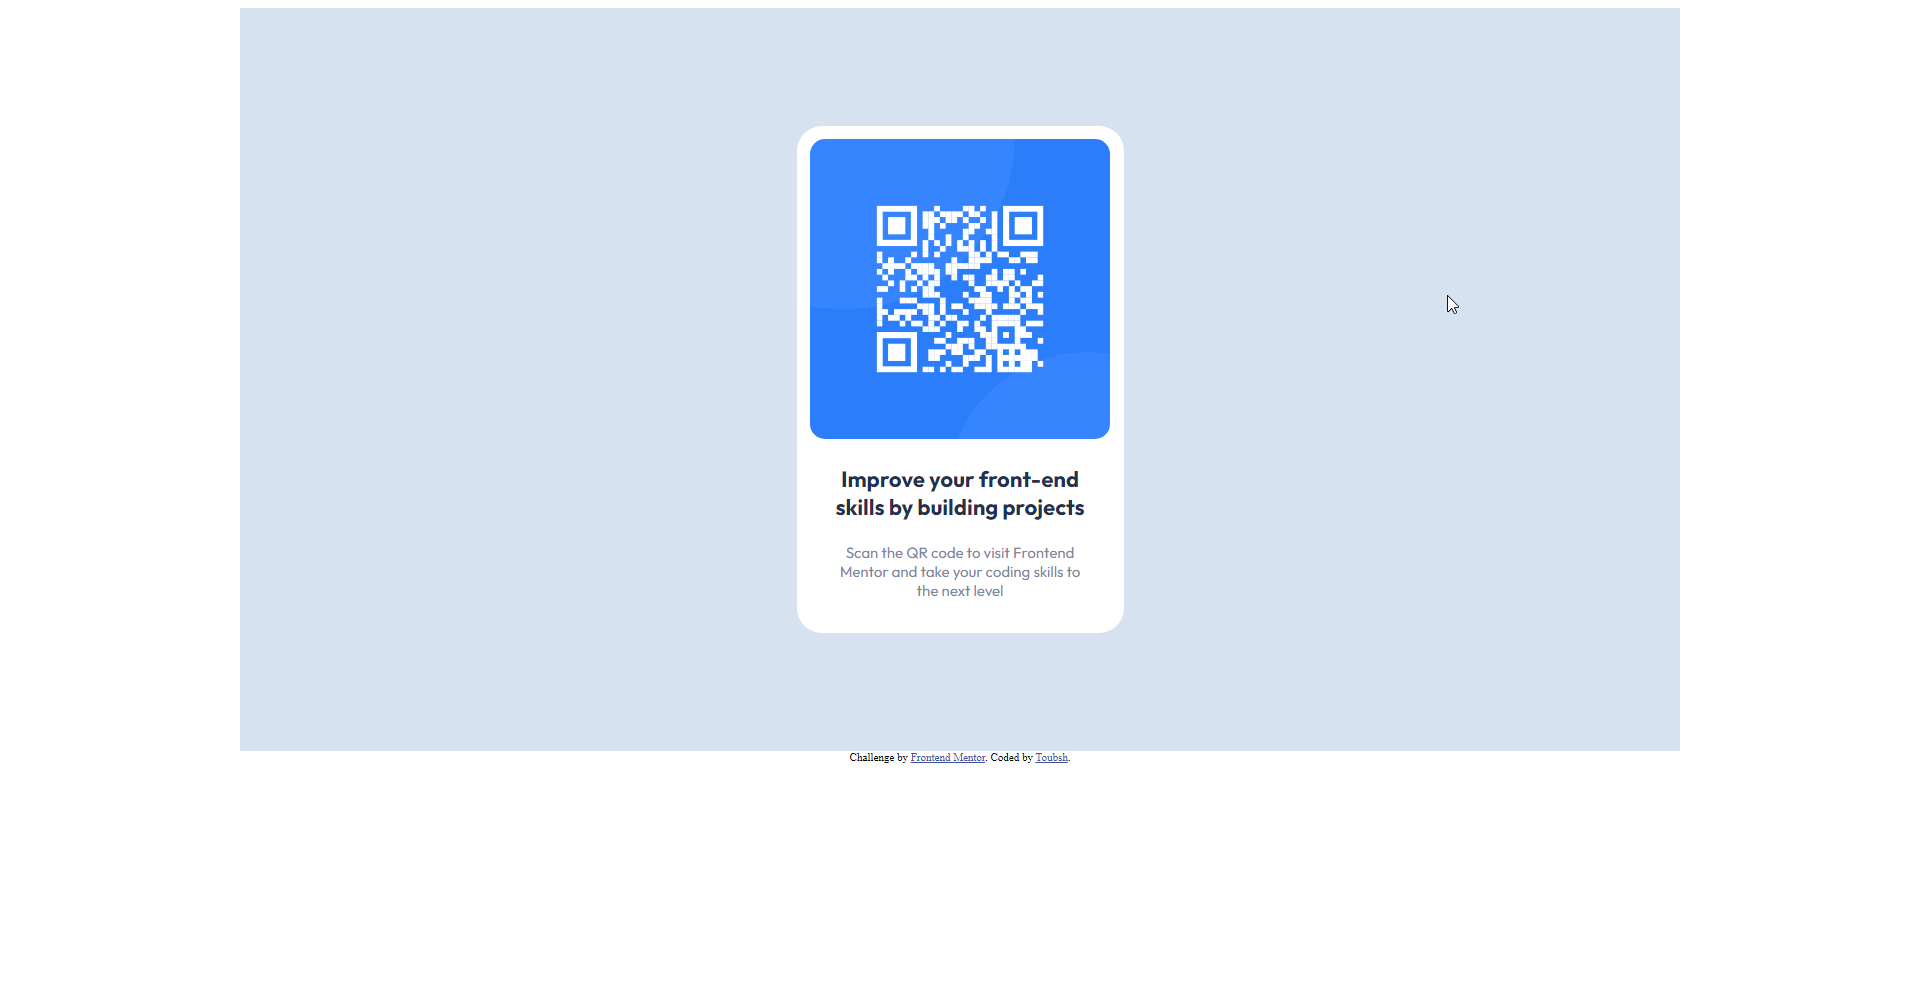 Improve your front-end
skills by building projects
Scan the QR code to visit Frontend
Mentor and take your coding skills to
the next level
Challenge by Frontend Mentor. Coded by Toubsh.